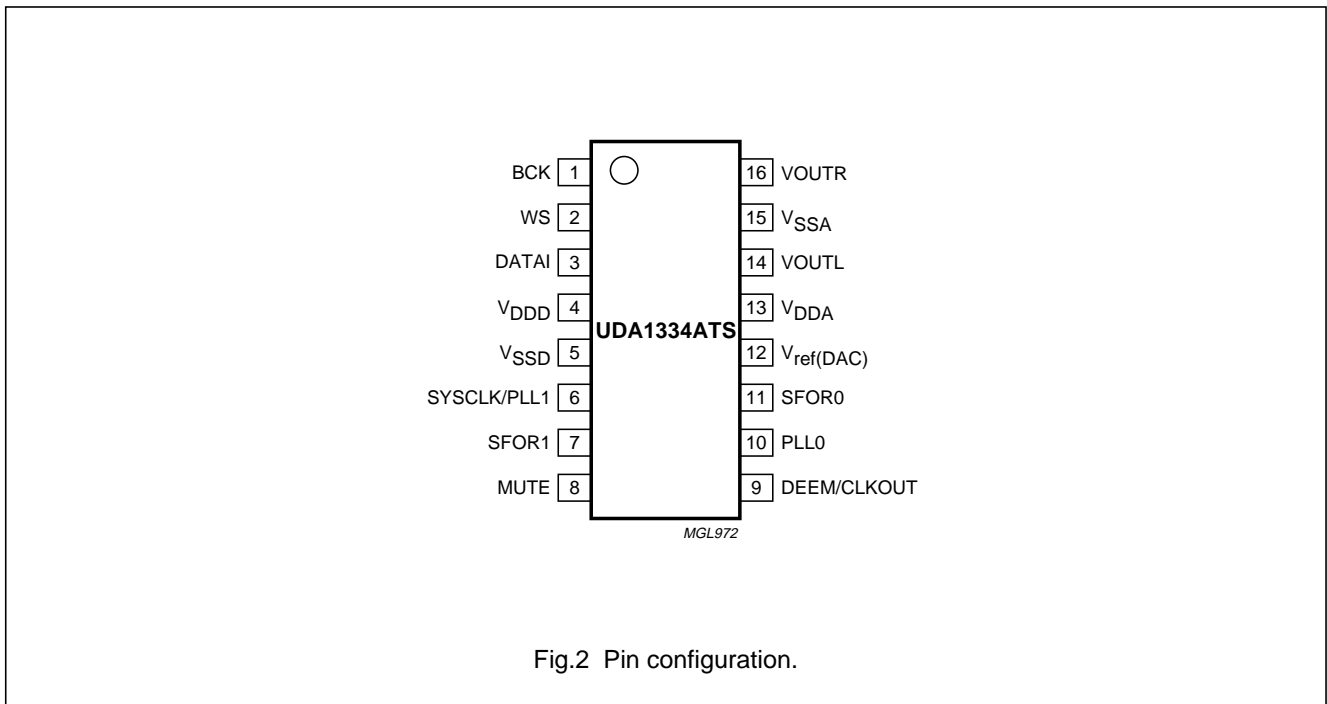 BCK 1
WS 2
DATAI 3
VDDD 4
VSSD 5
SYSCLK/PLL1 6
SFOR1 7
MUTE 8
UDA1334ATS
16 VOUTR
15 VSSA
14 VOUTL
13 VDDA
12 Vref(DAC)
11 SFOR0
10 PLL0
9 DEEM/CLKOUT
MGL972
Fig.2 Pin configuration.